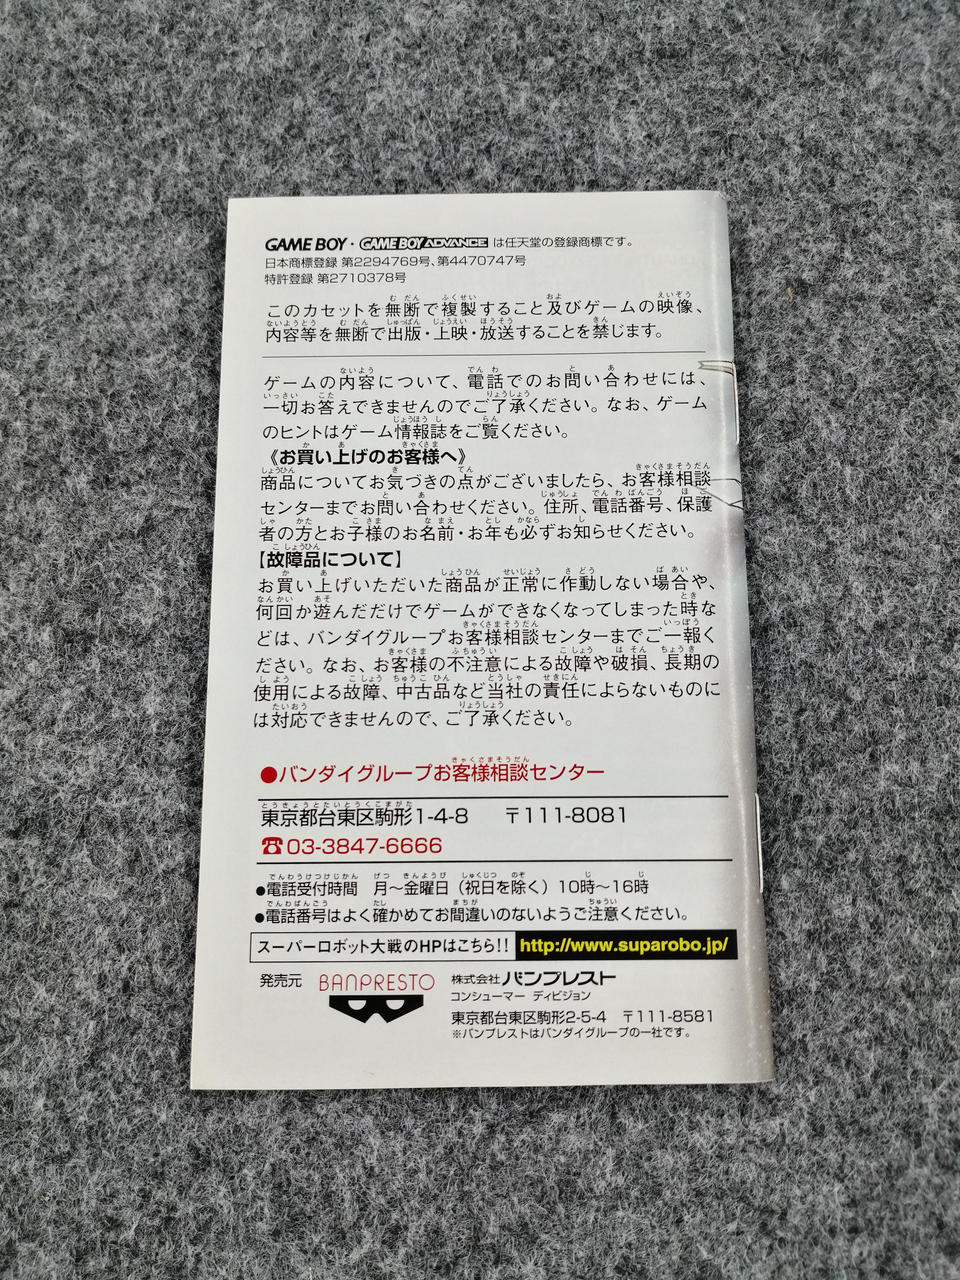 GAME BOY・GAME BOY ADVANCE は任天堂の登録商標です。
日本商標登録 第2294769号、第4470747号
特許登録 第2710378号
このカセットを無断で複製すること及びゲームの映像、
内容等を無断で出版・上映・放送することを禁じます。
ゲームの内容について、電話でのお問い合わせには、
一切お答えできませんのでご了承ください。なお、ゲーム
のヒントはゲーム情報誌をご覧ください。
《お買い上げのお客様へ》
商品についてお気づきの点がございましたら、お客様相談
センターまでお問い合わせください。住所、電話番号、保護
者の方とお子様のお名前・お年も必ずお知らせください。
【故障品について】
お買い上げいただいた商品が正常に作動しない場合や、
何回か遊んだだけでゲームができなくなってしまった時な
どは、バンダイグループお客様相談センターまでご一報く
ださい。なお、お客様の不注意による故障や破損、長期の
使用による故障、中古品など当社の責任によらないものに
は対応できませんので、ご了承ください。
●バンダイグループお客様相談センター
東京都台東区駒形1-4-8 〒111-8081
☎03-3847-6666
●電話受付時間 月～金曜日（祝日を除く）10時～16時
●電話番号はよく確かめてお間違いのないようご注意ください。
スーパーロボット大戦のHPはこちら!! http://www.suparobo.jp/
発売元 BANPRESTO 株式会社バンプレスト
コンシューマー ディビジョン
東京都台東区駒形2-5-4 〒111-8581
※バンプレストはバンダイグループの一社です。